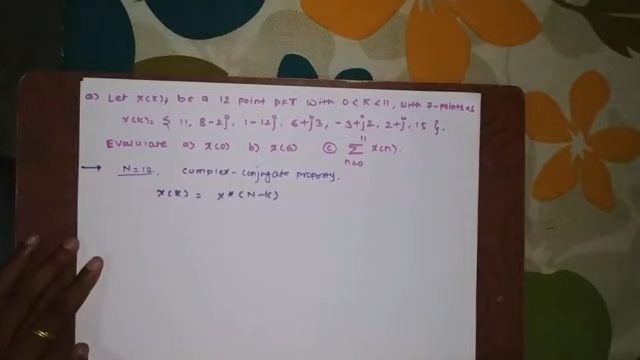 Q) Let x(k), be a 12 point DFT with 0 < K < 11, with 7-points as
x(k)= { 11, 8-2j, 1-12j, 6+j3, -3+j2, 2+j, 15 },
Evaluate a) x(0) b) x(6) (c) 11∑n=0 x(n).
→ N=12, complex-conjugate property,
x(k) = x*(N-k)